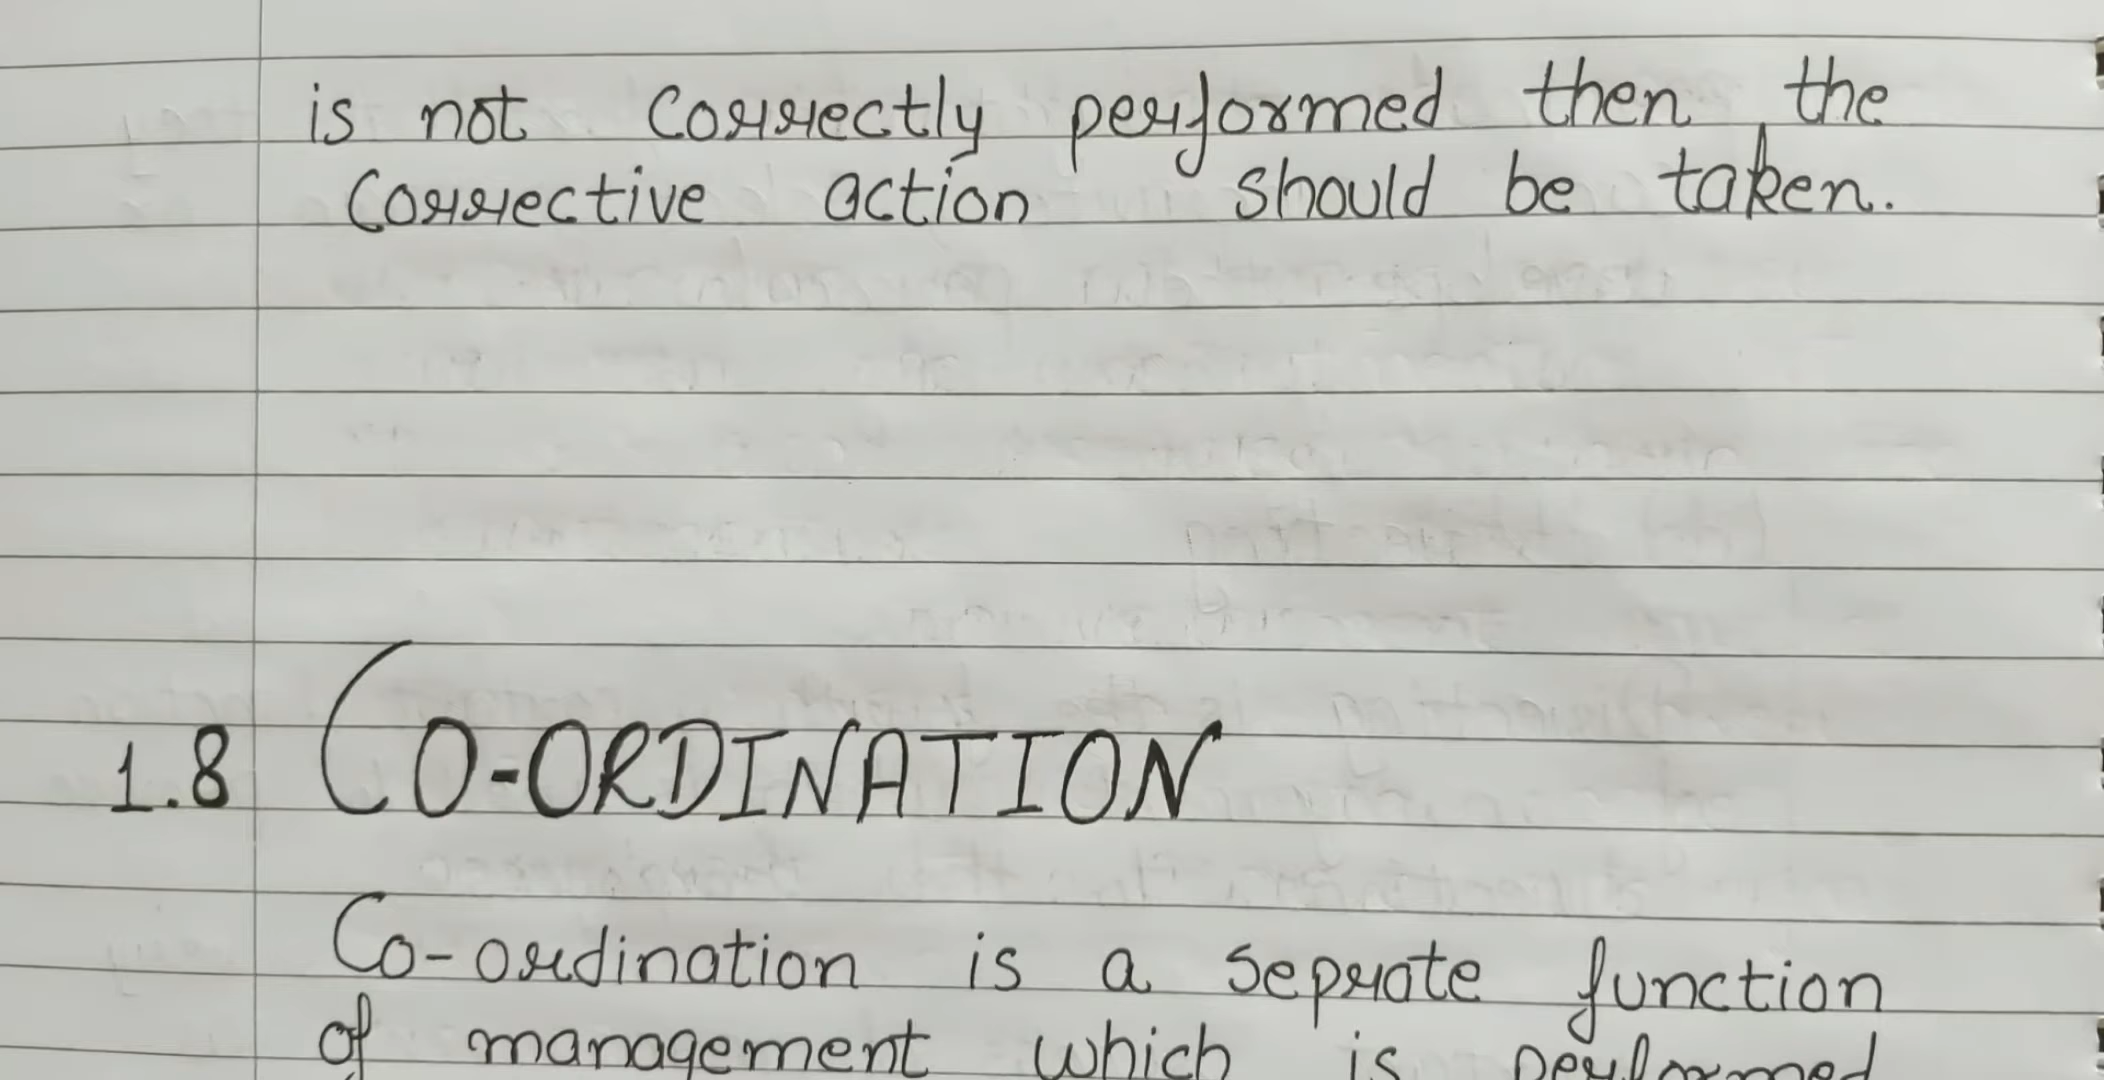 is not correctly performed then the
corrective action should be taken.
1.8 CO-ORDINATION
Co-ordination is a seprate function
of management which is performed